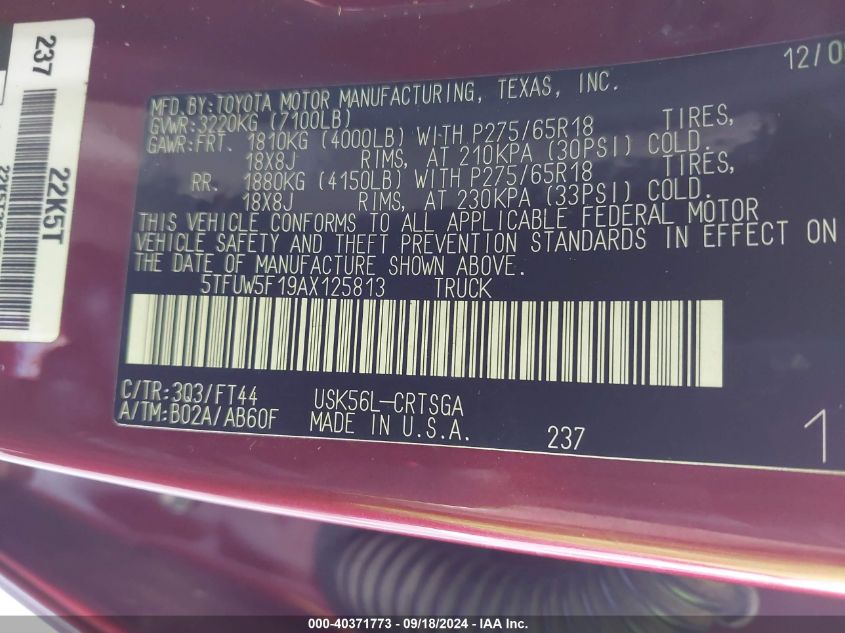 237
22K5T
12/09
MFD.BY:TOYOTA MOTOR MANUFACTURING, TEXAS, INC.
GVWR:3220KG (7100LB)
GAWR:FRT. 1810KG (4000LB) WITH P275/65R18 TIRES,
18X8J RIMS, AT 210KPA (30PSI) COLD.
RR. 1880KG (4150LB) WITH P275/65R18 TIRES,
18X8J RIMS, AT 230KPA (33PSI) COLD.
THIS VEHICLE CONFORMS TO ALL APPLICABLE FEDERAL MOTOR
VEHICLE SAFETY AND THEFT PREVENTION STANDARDS IN EFFECT ON
THE DATE OF MANUFACTURE SHOWN ABOVE.
5TFUW5F19AX125813 TRUCK
C/TR:3Q3/FT44 USK56L-CRTSGA
A/TM:B02A/AB60F MADE IN U.S.A. 237
1
000-40371773 - 09/18/2024 - IAA Inc.